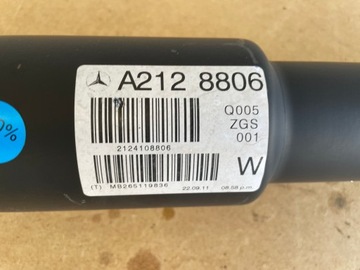 A212 8806
Q005
ZGS
001
2124108806
W
(T) MB265119836 22.09.11 08.58 p.m.
%